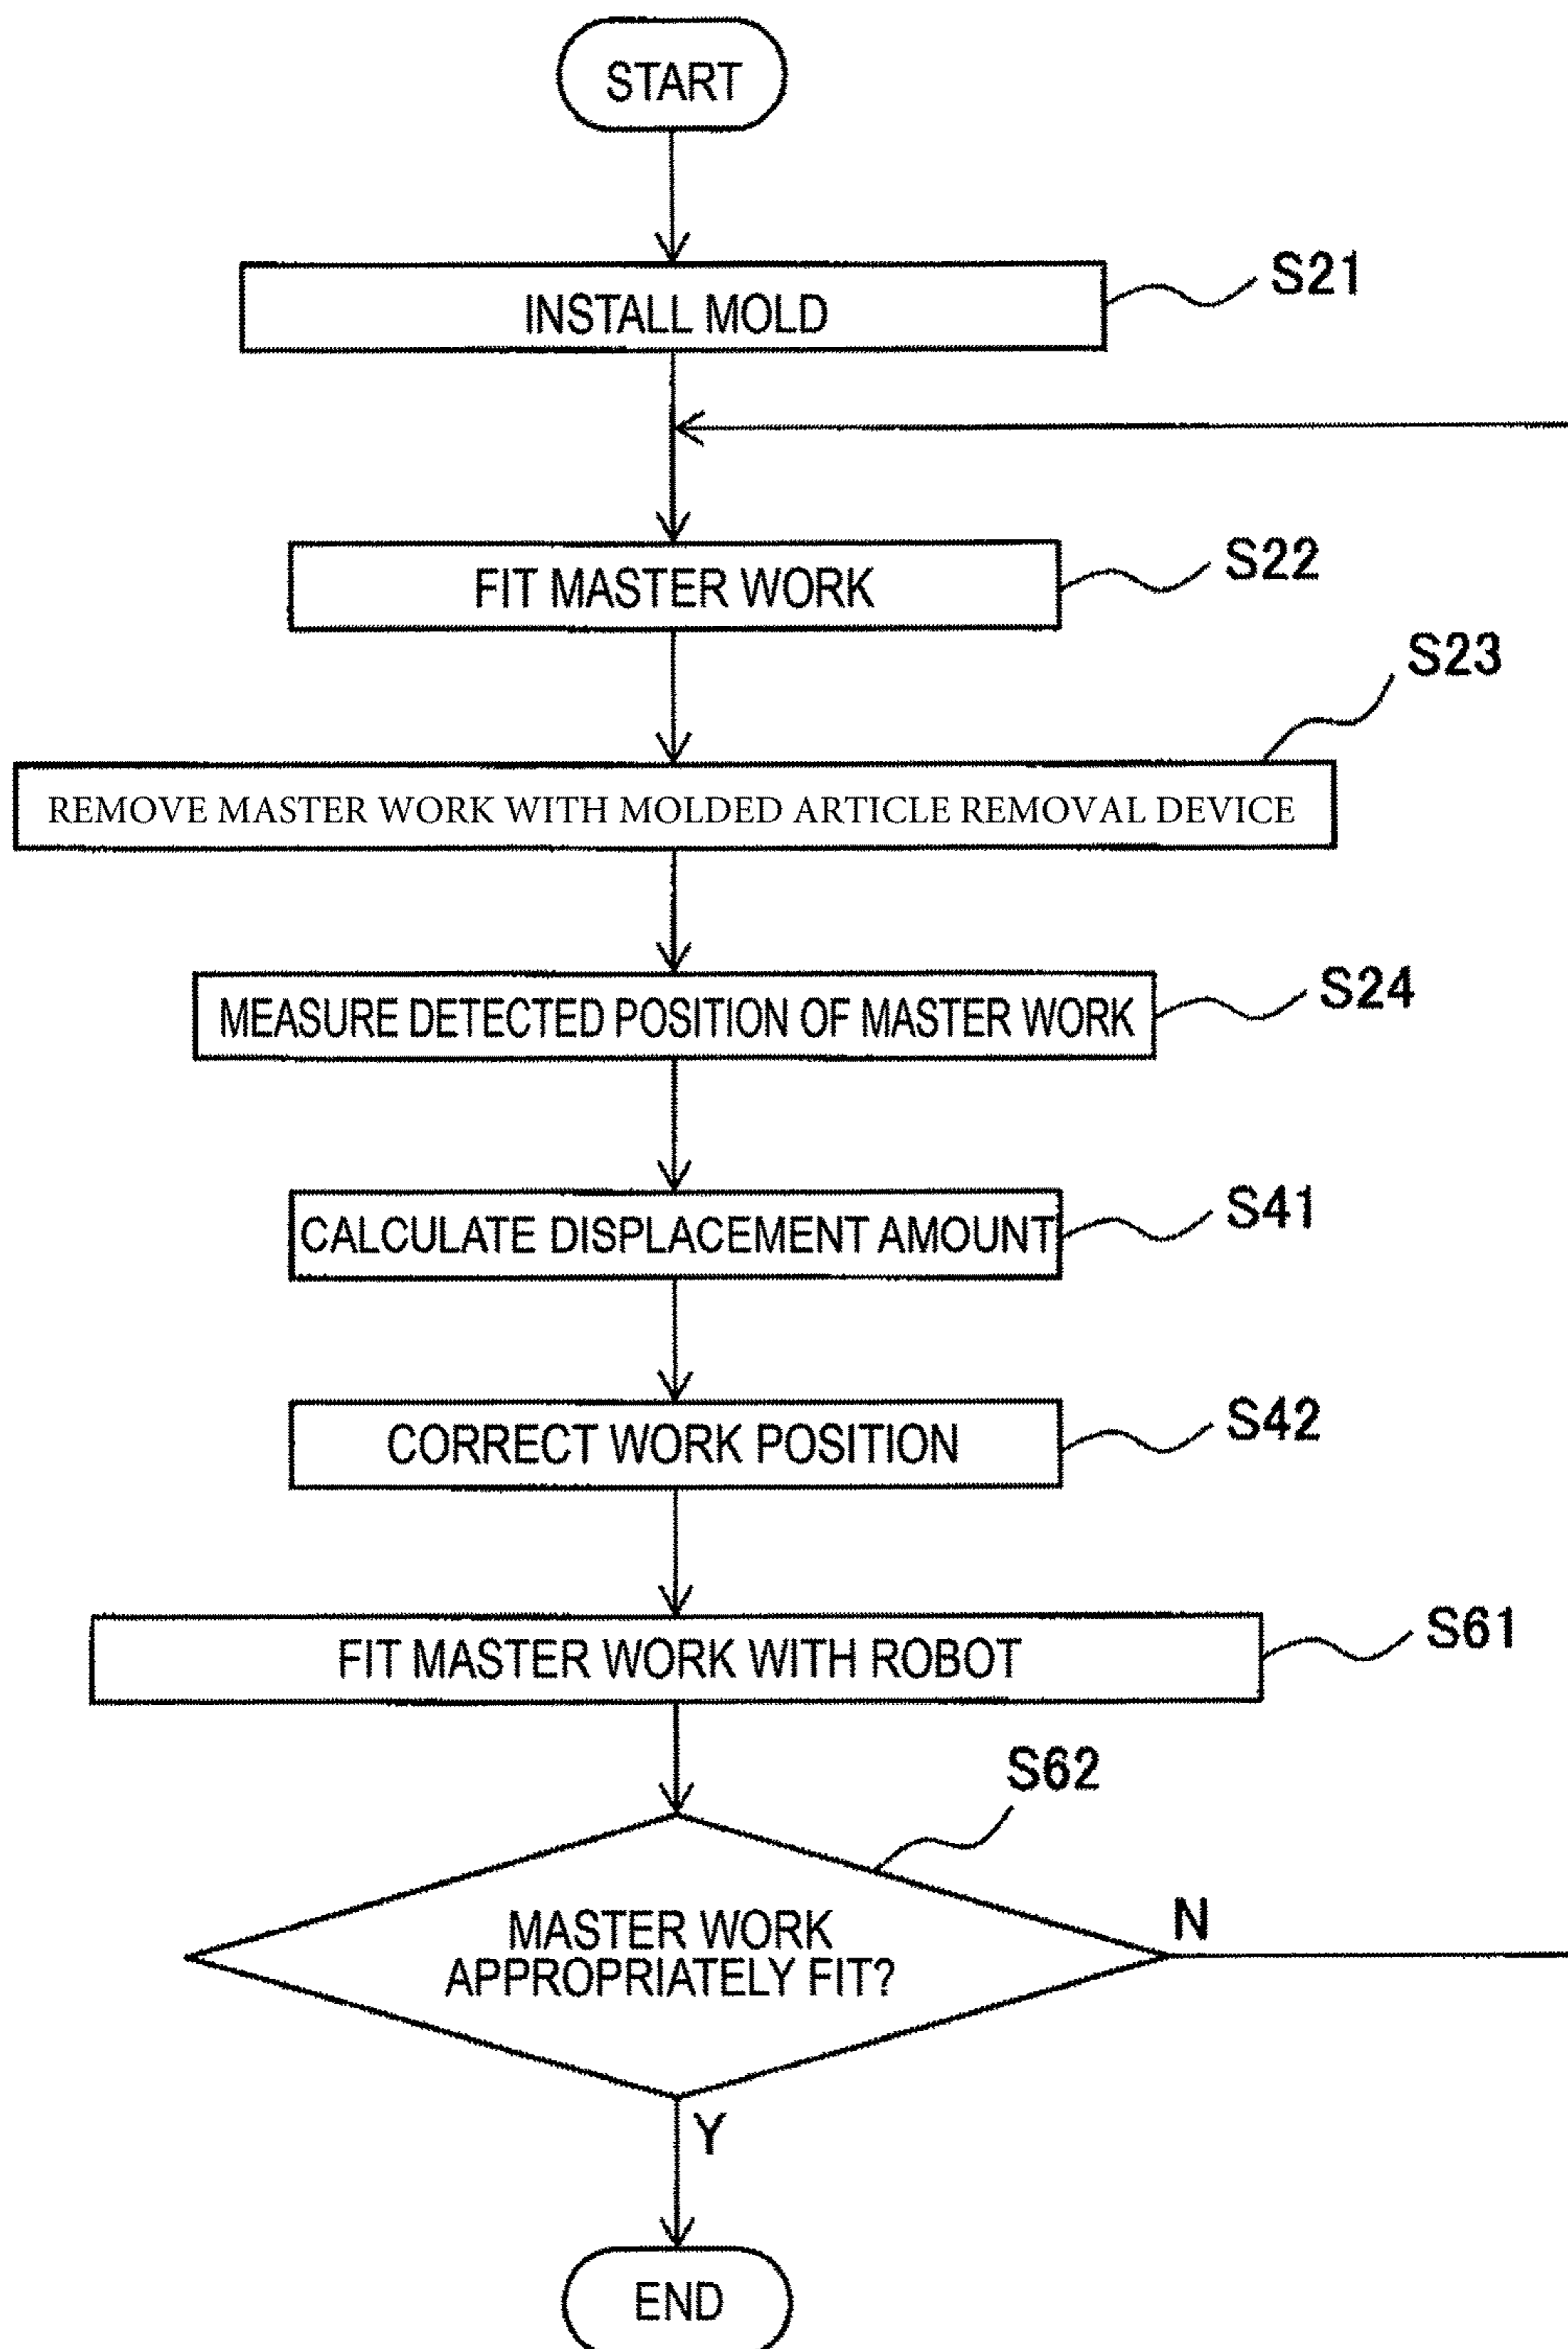 START
INSTALL MOLD
S21
FIT MASTER WORK
S22
S23
REMOVE MASTER WORK WITH MOLDED ARTICLE REMOVAL DEVICE
MEASURE DETECTED POSITION OF MASTER WORK
S24
CALCULATE DISPLACEMENT AMOUNT
S41
CORRECT WORK POSITION
S42
FIT MASTER WORK WITH ROBOT
S61
S62
MASTER WORK
APPROPRIATELY FIT?
N
Y
END